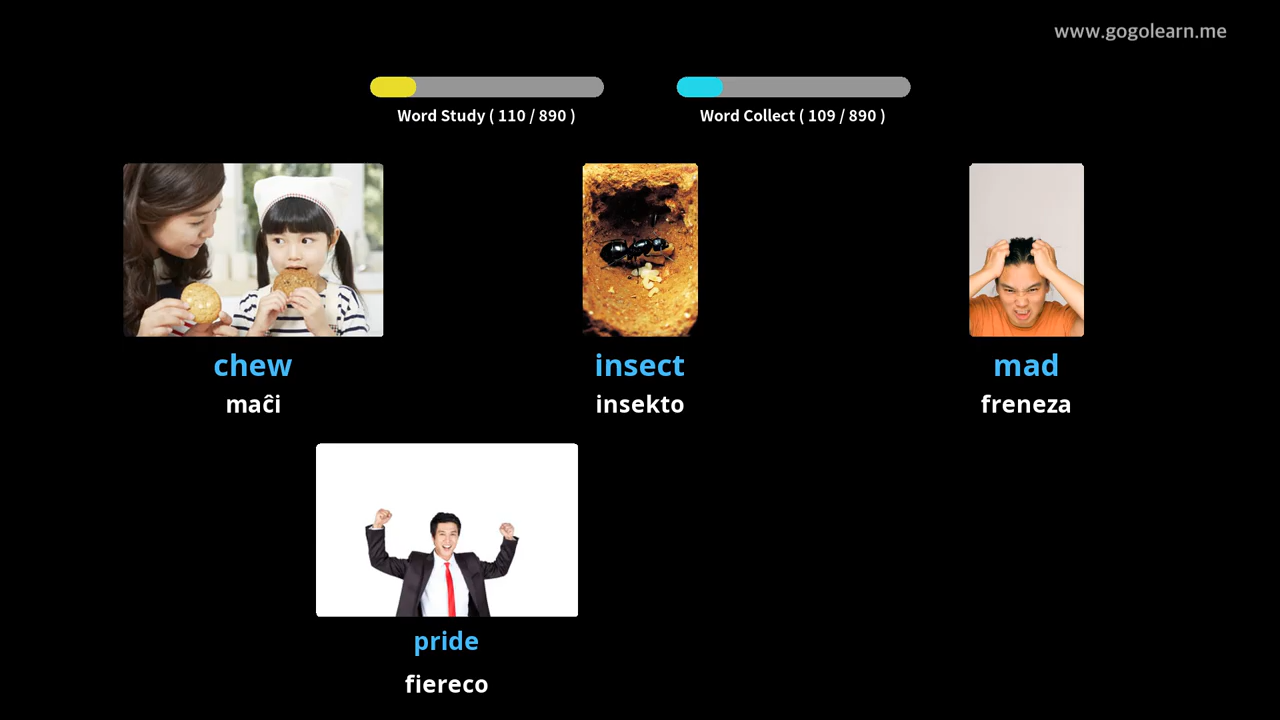 www.gogolearn.me
Word Study ( 110 / 890 )
Word Collect ( 109 / 890 )
chew
insect
mad
maĉi
insekto
freneza
pride
fiereco